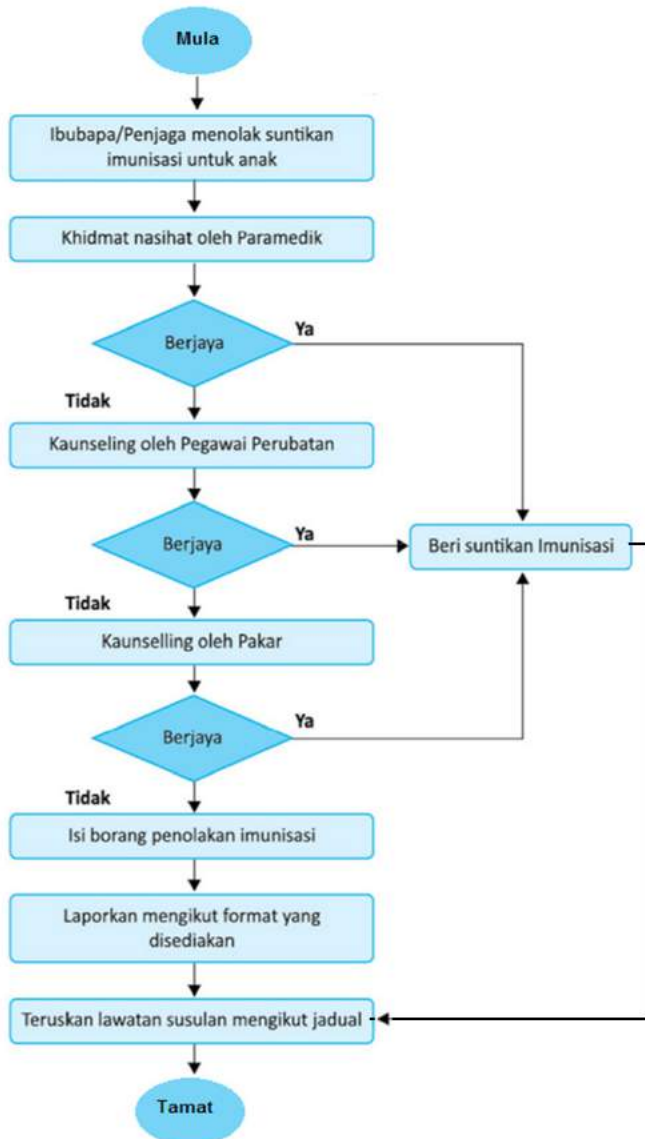 Mula
Ibubapa/Penjaga menolak suntikan
imunisasi untuk anak
Khidmat nasihat oleh Paramedik
Berjaya
Ya
Tidak
Kaunseling oleh Pegawai Perubatan
Berjaya
Ya
Beri suntikan Imunisasi
Tidak
Kaunselling oleh Pakar
Berjaya
Ya
Tidak
Isi borang penolakan imunisasi
Laporkan mengikut format yang
disediakan
Teruskan lawatan susulan mengikut jadual
Tamat